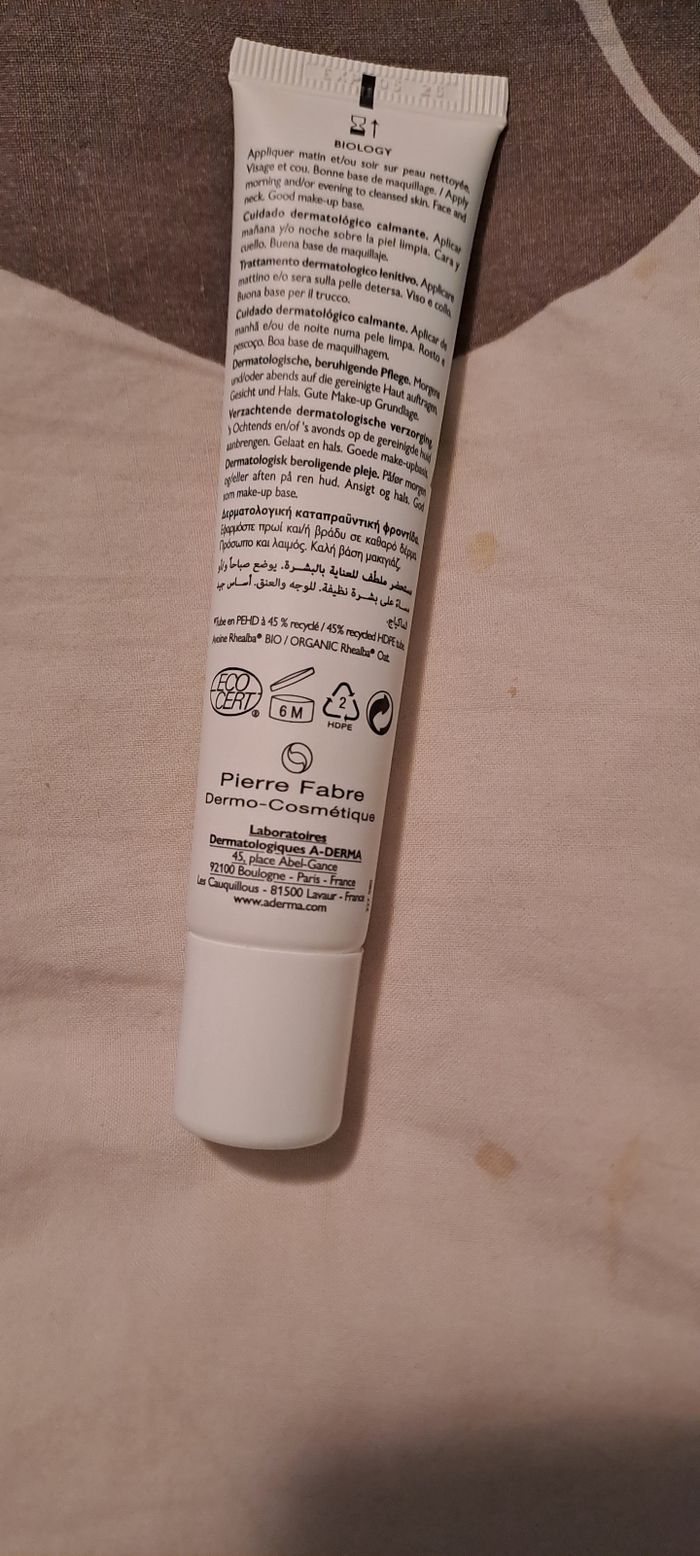 BIOLOGY
Appliquer matin et/ou soir sur peau nettoyée.
Visage et cou. Bonne base de maquillage. / Apply
morning and/or evening to cleansed skin. Face and
neck. Good make-up base.
Cuidado dermatológico calmante. Aplicar
mañana y/o noche sobre la piel limpia. Cara y
cuello. Buena base de maquillaje.
Trattamento dermatologico lenitivo. Applicare
mattino e/o sera sulla pelle detersa. Viso e collo.
Buona base per il trucco.
Cuidado dermatológico calmante. Aplicar de
manhã e/ou de noite numa pele limpa. Rosto e
pescoço. Boa base de maquilhagem.
Dermatologische, beruhigende Pflege. Morgens
und/oder abends auf die gereinigte Haut auftragen.
Gesicht und Hals. Gute Make-up Grundlage.
Verzachtende dermatologische verzorging.
's Ochtends en/of 's avonds op de gereinigde huid
aanbrengen. Gelaat en hals. Goede make-upbasis.
Dermatologisk beroligende pleje. Påfør morgen
og/eller aften på ren hud. Ansigt og hals. God
som make-up base.
Δερματολογική καταπραϋντική φροντίδα.
Εφαρμόστε πρωί και/ή βράδυ σε καθαρό δέρμα.
Πρόσωπο και λαιμός. Καλή βάση μακιγιάζ.
مستحضر ملطّف للعناية بالبشرة. يوضع صباحاً و/أو
مساءً على بشرة نظيفة. للوجه والعنق. أساس جيد
للماكياج.
*Tube en PEHD à 45 % recyclé / 45% recycled HDPE tube
Avoine Rhealba® BIO / ORGANIC Rhealba® Oat
ECO
CERT
®
6 M
2
HDPE
Pierre Fabre
Dermo-Cosmétique
Laboratoires
Dermatologiques A-DERMA
45, place Abel-Gance
92100 Boulogne - Paris - France
Les Cauquillous - 81500 Lavaur - France
www.aderma.com